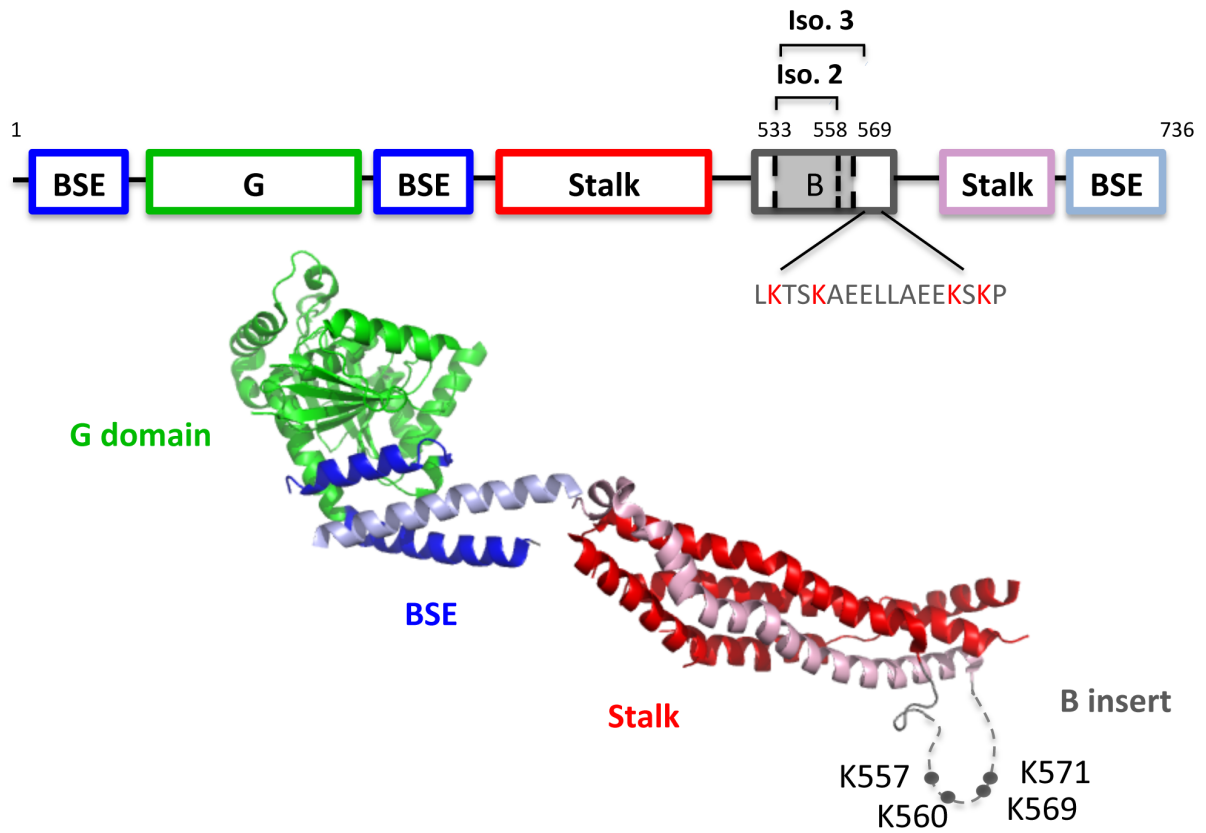 Iso. 3
Iso. 2
1 533 558 569 736
BSE G BSE Stalk B Stalk BSE
LKTSKAEELLAEEKSKP
G domain
BSE
Stalk
B insert
K557 K571
K560 K569